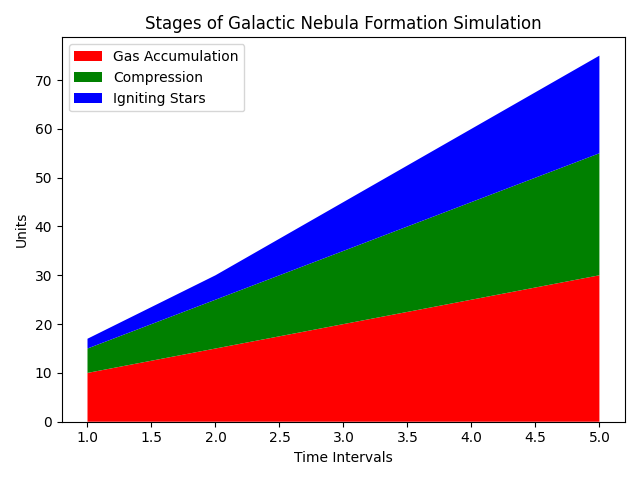 Stages of Galactic Nebula Formation Simulation
Gas Accumulation
Compression
Igniting Stars
Units
70
60
50
40
30
20
10
0
1.0 1.5 2.0 2.5 3.0 3.5 4.0 4.5 5.0
Time Intervals